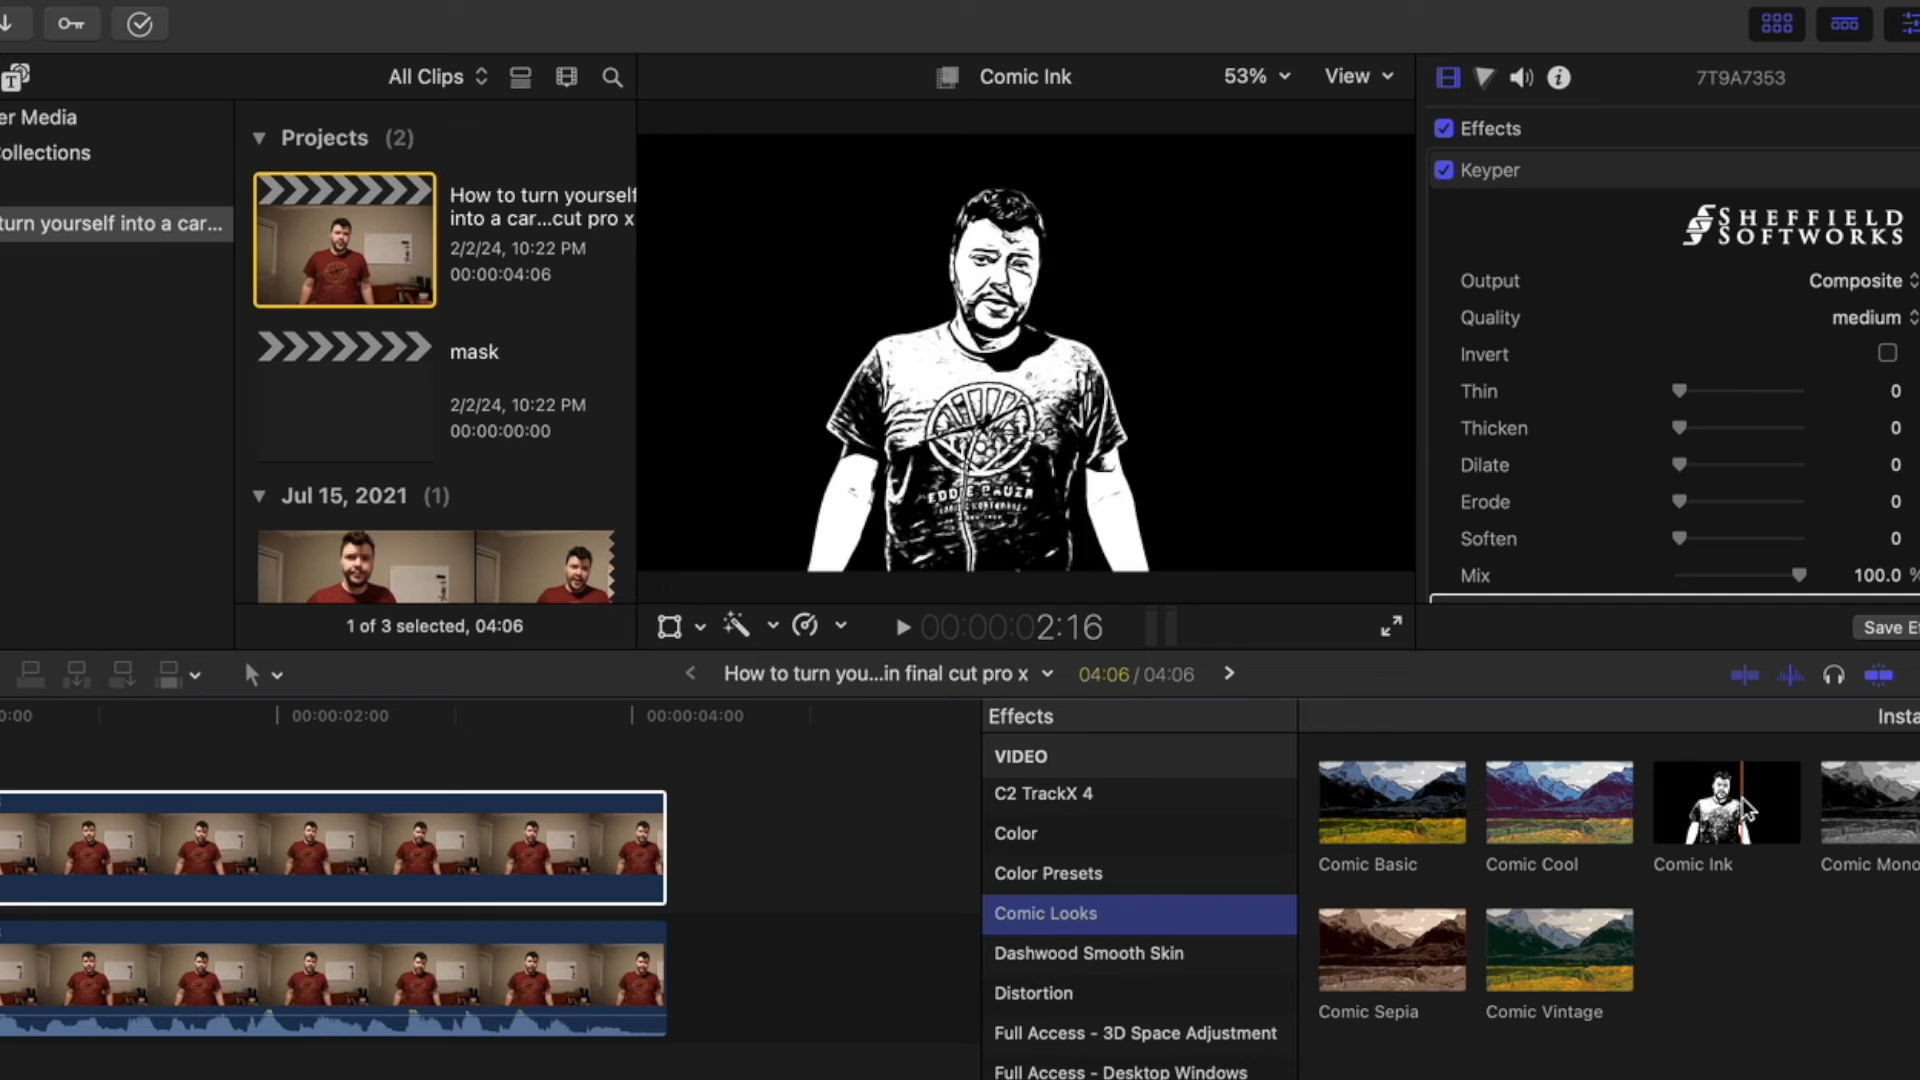 All Clips
Comic Ink
53%
View
7T9A7353
er Media
ollections
turn yourself into a car...
Projects (2)
How to turn yourself
into a car...cut pro x
2/2/24, 10:22 PM
00:00:04:06
mask
2/2/24, 10:22 PM
00:00:00:00
Jul 15, 2021 (1)
1 of 3 selected, 04:06
Effects
Keyper
SHEFFIELD
SOFTWORKS
Output Composite
Quality medium
Invert
Thin 0
Thicken 0
Dilate 0
Erode 0
Soften 0
Mix 100.0 %
00:00:02:16
Save Ef
How to turn you...in final cut pro x
04:06 / 04:06
0:00
00:00:02:00
00:00:04:00
Effects
Insta
VIDEO
C2 TrackX 4
Color
Color Presets
Comic Looks
Dashwood Smooth Skin
Distortion
Full Access - 3D Space Adjustment
Full Access - Desktop Windows
Comic Basic
Comic Cool
Comic Ink
Comic Mono
Comic Sepia
Comic Vintage